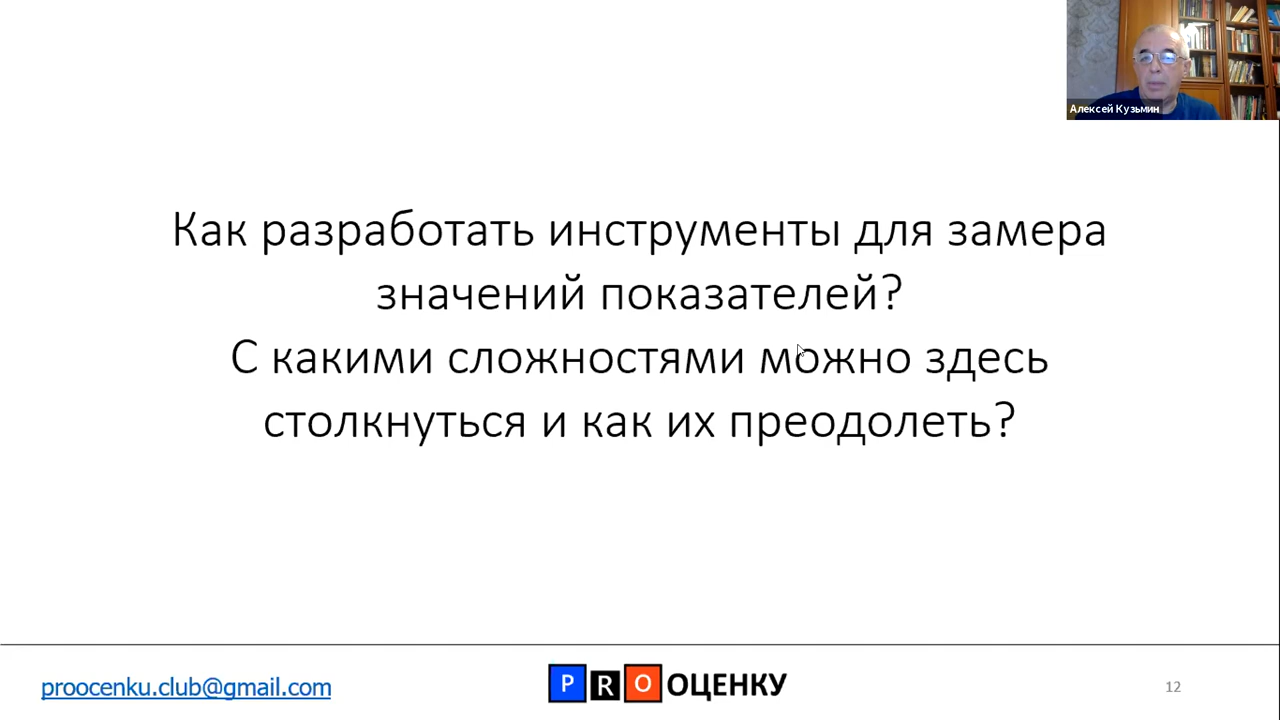 Алексей Кузьмин
Как разработать инструменты для замера
значений показателей?
С какими сложностями можно здесь
столкнуться и как их преодолеть?
proocenku.club@gmail.com
PRO ОЦЕНКУ
12